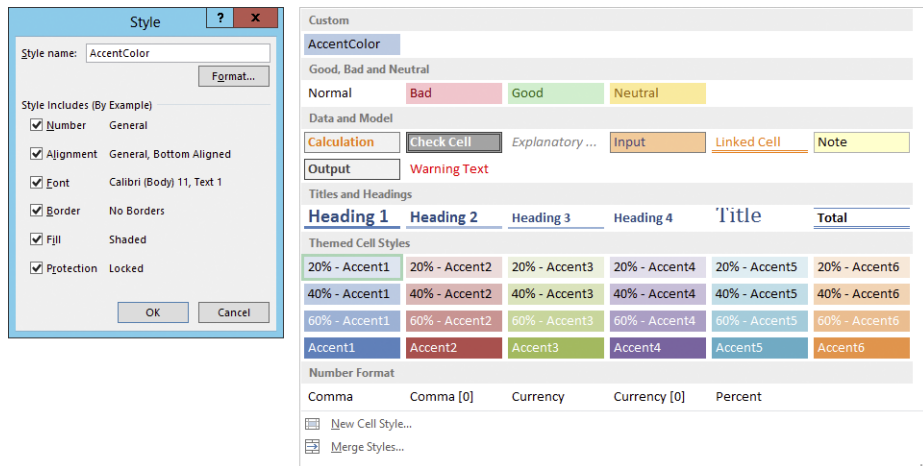 Style
?
x
Style name: AccentColor
Format...
Style Includes (By Example)
Number General
Alignment General, Bottom Aligned
Font Calibri (Body) 11, Text 1
Border No Borders
Fill Shaded
Protection Locked
OK Cancel
Custom
AccentColor
Good, Bad and Neutral
Normal Bad Good Neutral
Data and Model
Calculation Check Cell Explanatory ... Input Linked Cell Note
Output Warning Text
Titles and Headings
Heading 1 Heading 2 Heading 3 Heading 4 Title Total
Themed Cell Styles
20% - Accent1 20% - Accent2 20% - Accent3 20% - Accent4 20% - Accent5 20% - Accent6
40% - Accent1 40% - Accent2 40% - Accent3 40% - Accent4 40% - Accent5 40% - Accent6
60% - Accent1 60% - Accent2 60% - Accent3 60% - Accent4 60% - Accent5 60% - Accent6
Accent1 Accent2 Accent3 Accent4 Accent5 Accent6
Number Format
Comma Comma [0] Currency Currency [0] Percent
New Cell Style...
Merge Styles...